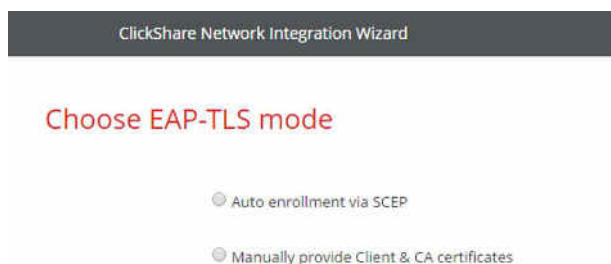 ClickShare Network Integration Wizard
Choose EAP-TLS mode
Auto enrollment via SCEP
Manually provide Client & CA certificates